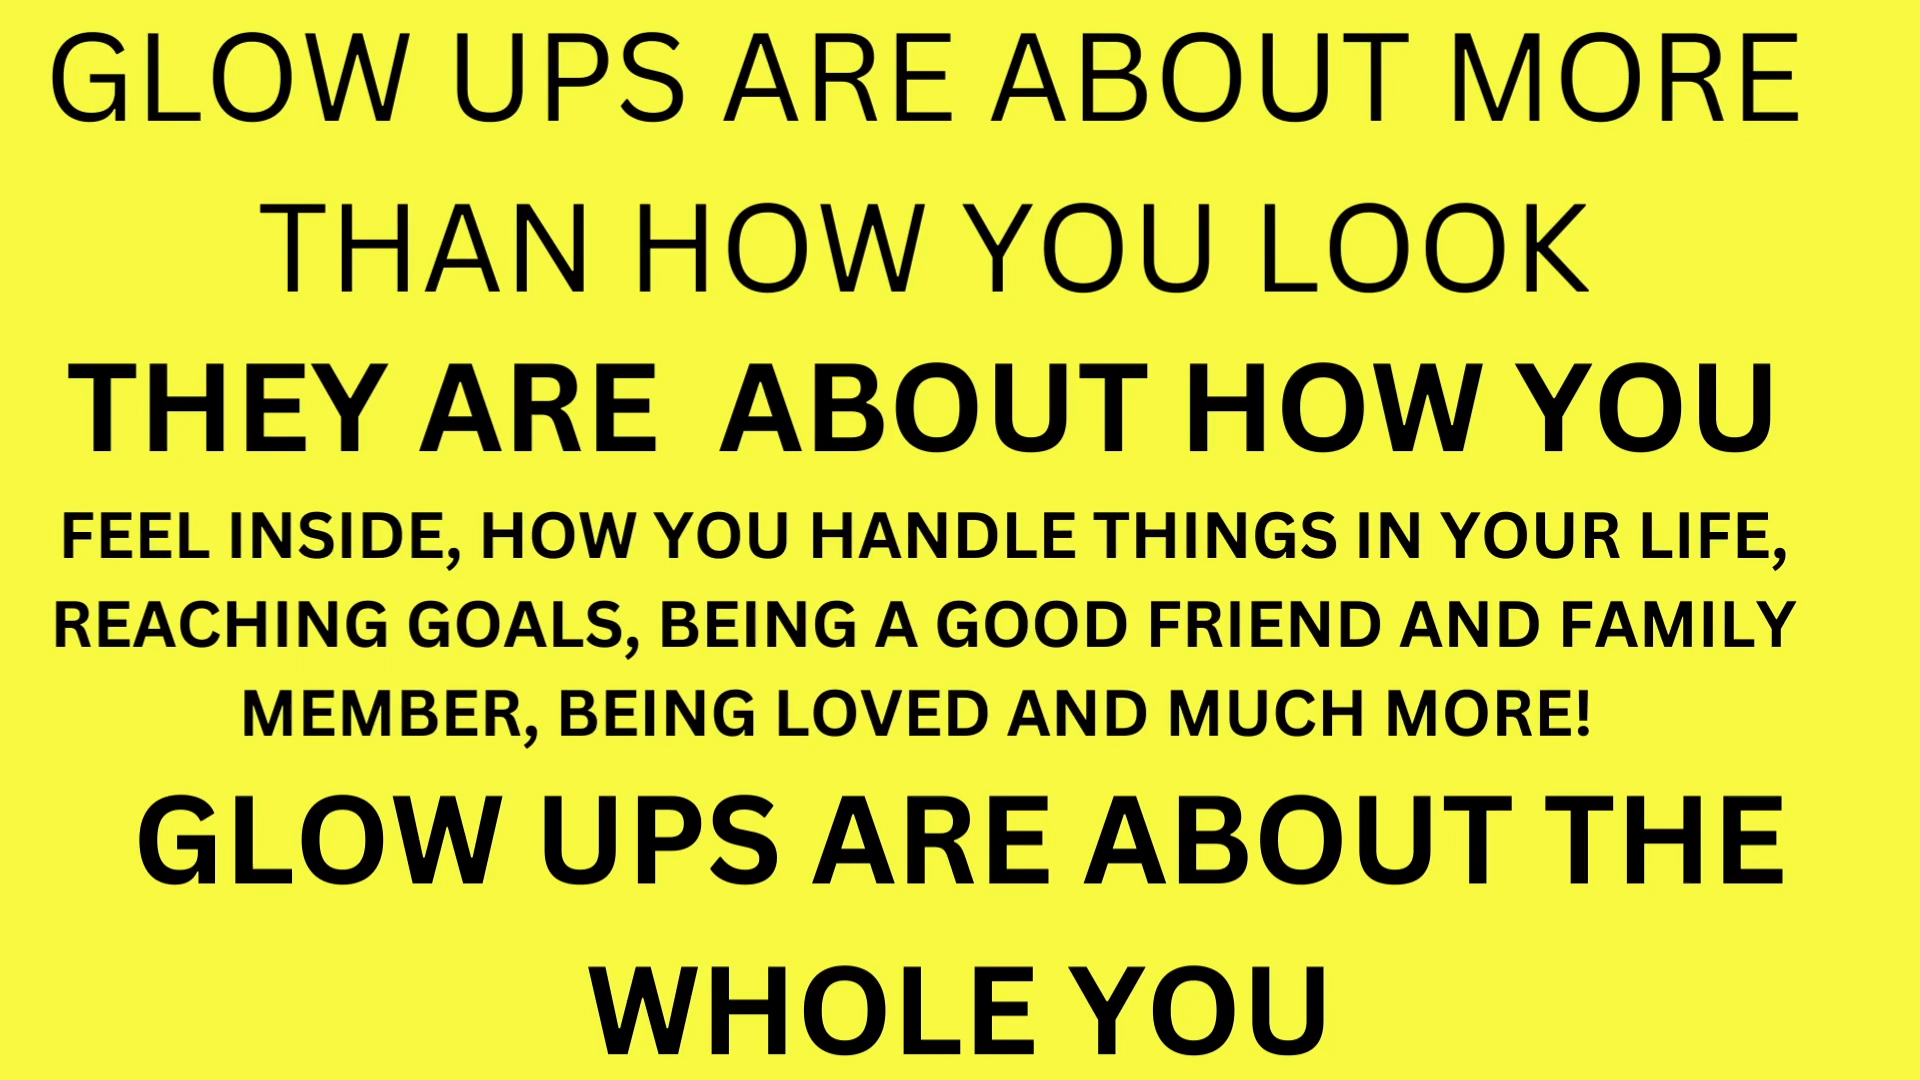 GLOW UPS ARE ABOUT MORE
THAN HOW YOU LOOK
THEY ARE  ABOUT HOW YOU
FEEL INSIDE, HOW YOU HANDLE THINGS IN YOUR LIFE,
REACHING GOALS, BEING A GOOD FRIEND AND FAMILY
MEMBER, BEING LOVED AND MUCH MORE!
GLOW UPS ARE ABOUT THE
WHOLE YOU